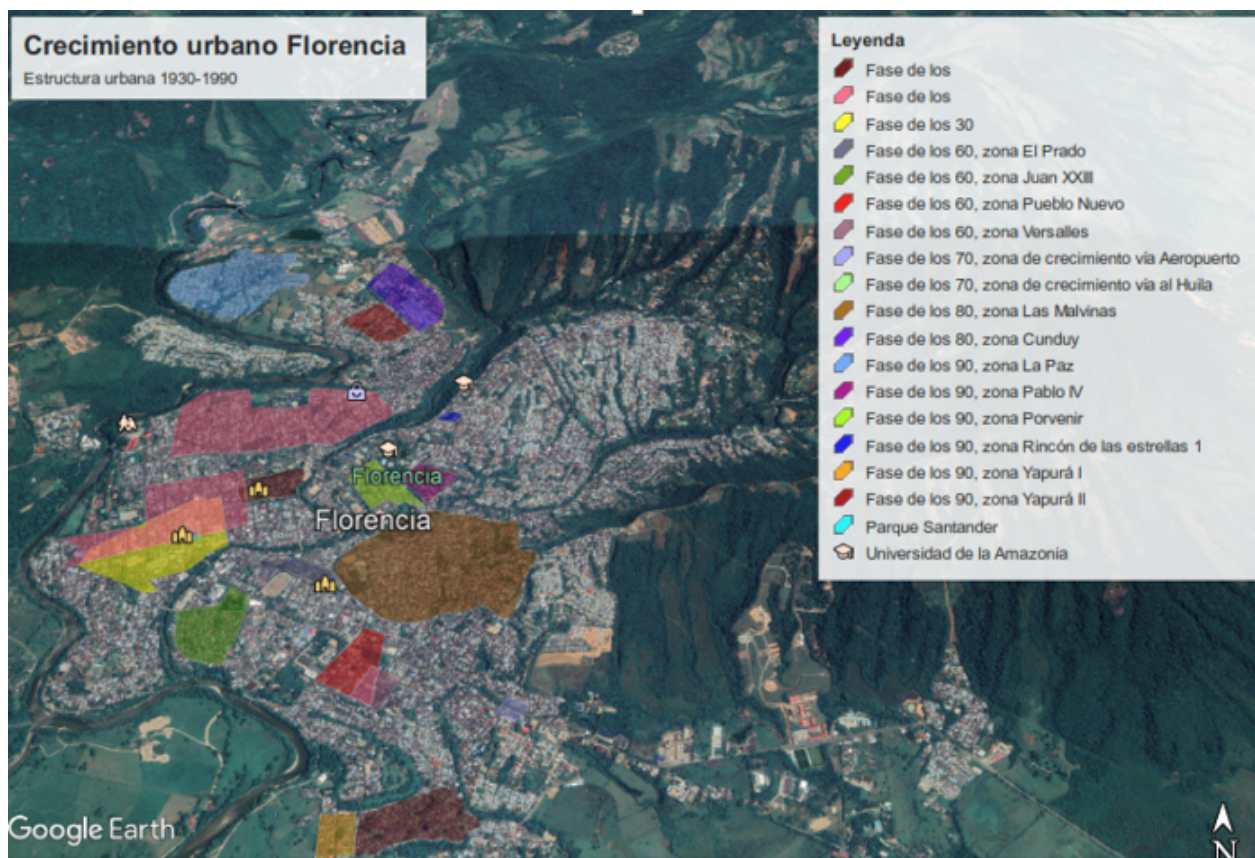 Crecimiento urbano Florencia
Estructura urbana 1930-1990
Leyenda
Fase de los
Fase de los
Fase de los 30
Fase de los 60, zona El Prado
Fase de los 60, zona Juan XXIII
Fase de los 60, zona Pueblo Nuevo
Fase de los 60, zona Versalles
Fase de los 70, zona de crecimiento vía Aeropuerto
Fase de los 70, zona de crecimiento vía al Huila
Fase de los 80, zona Las Malvinas
Fase de los 80, zona Cunduy
Fase de los 90, zona La Paz
Fase de los 90, zona Pablo IV
Fase de los 90, zona Porvenir
Fase de los 90, zona Rincón de las estrellas 1
Fase de los 90, zona Yapurá I
Fase de los 90, zona Yapurá II
Parque Santander
Universidad de la Amazonia
Florencia
Florencia
Google Earth
N